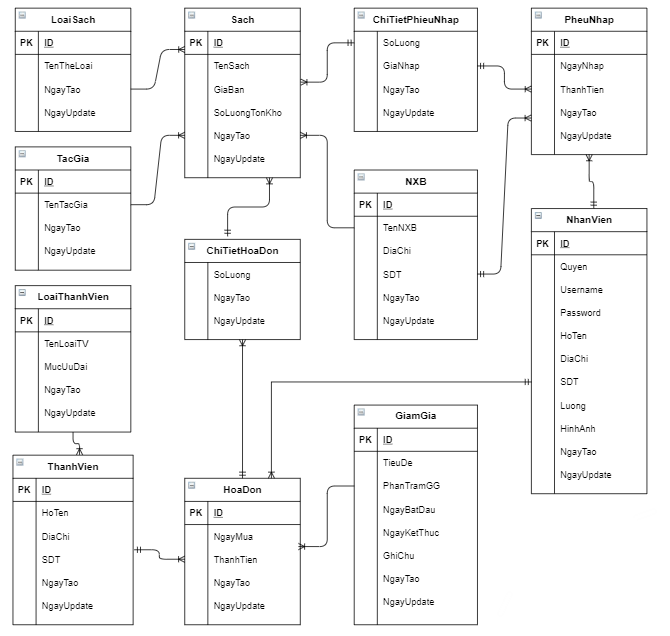 LoaiSach
PK ID
TenTheLoai
NgayTao
NgayUpdate
Sach
PK ID
TenSach
GiaBan
SoLuongTonKho
NgayTao
NgayUpdate
ChiTietPhieuNhap
SoLuong
GiaNhap
NgayTao
NgayUpdate
PheuNhap
PK ID
NgayNhap
ThanhTien
NgayTao
NgayUpdate
TacGia
PK ID
TenTacGia
NgayTao
NgayUpdate
NXB
PK ID
TenNXB
DiaChi
SDT
NgayTao
NgayUpdate
NhanVien
PK ID
Quyen
Username
Password
HoTen
DiaChi
SDT
Luong
HinhAnh
NgayTao
NgayUpdate
ChiTietHoaDon
SoLuong
NgayTao
NgayUpdate
LoaiThanhVien
PK ID
TenLoaiTV
MucUuDai
NgayTao
NgayUpdate
GiamGia
PK ID
TieuDe
PhanTramGG
NgayBatDau
NgayKetThuc
GhiChu
NgayTao
NgayUpdate
ThanhVien
PK ID
HoTen
DiaChi
SDT
NgayTao
NgayUpdate
HoaDon
PK ID
NgayMua
ThanhTien
NgayTao
NgayUpdate